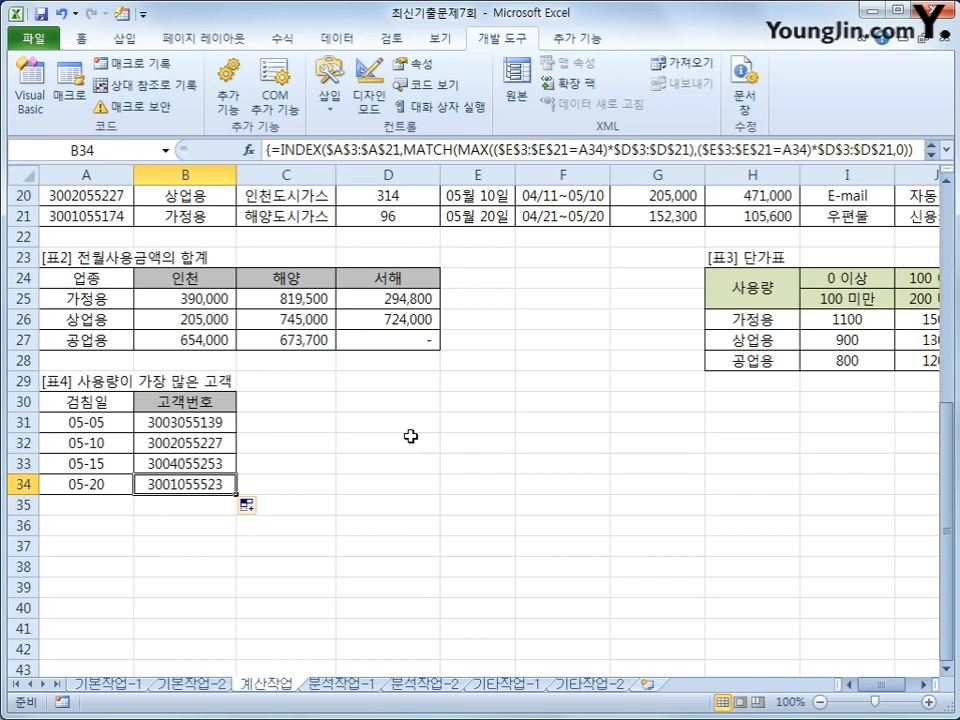 최신기출문제7회 - Microsoft Excel
Younglin.com Y.
파일 홈 삽입 페이지 레이아웃 수식 데이터 검토 보기 개발 도구 추가 기능
Visual Basic
매크로
매크로 기록
상대 참조로 기록
매크로 보안
코드
추가 기능
COM 추가 기능
추가 기능
삽입
디자인 모드
속성
코드 보기
대화 상자 실행
컨트롤
원본
맵 속성
확장 팩
데이터 새로 고침
가져오기
내보내기
XML
문서 창
수정
B34 fx {=INDEX($A$3:$A$21,MATCH(MAX(($E$3:$E$21=A34)*$D$3:$D$21),($E$3:$E$21=A34)*$D$3:$D$21,0))
A B C D E F G H I J
20 3002055227 상업용 인천도시가스 314 05월 10일 04/11~05/10 205,000 471,000 E-mail 자동
21 3001055174 가정용 해양도시가스 96 05월 20일 04/21~05/20 152,300 105,600 우편물 신용
22
23 [표2] 전월사용금액의 합계 [표3] 단가표
24 업종 인천 해양 서해 사용량 0 이상 100
25 가정용 390,000 819,500 294,800 100 미만 200
26 상업용 205,000 745,000 724,000 가정용 1100 150
27 공업용 654,000 673,700 - 상업용 900 130
28 공업용 800 120
29 [표4] 사용량이 가장 많은 고객
30 검침일 고객번호
31 05-05 3003055139
32 05-10 3002055227
33 05-15 3004055253
34 05-20 3001055523
35
36
37
38
39
40
41
42
43
기본작업-1 기본작업-2 계산작업 분석작업-1 분석작업-2 기타작업-1 기타작업-2
준비 100%